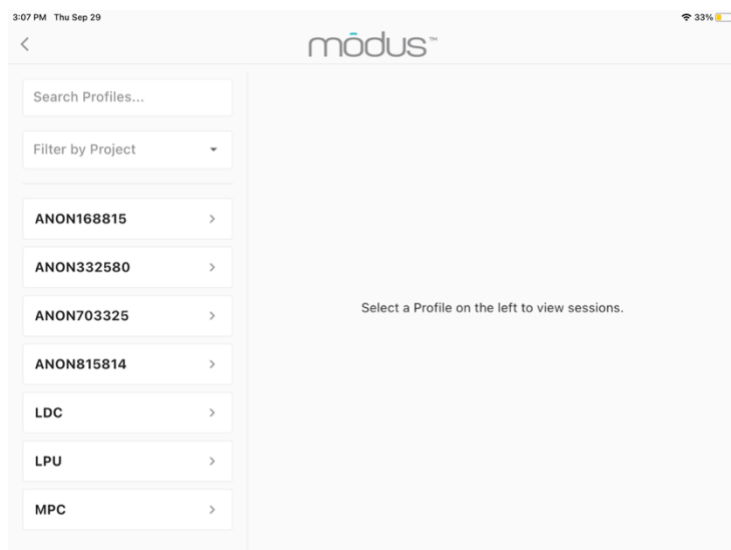 3:07 PM Thu Sep 29
33%
mōdus™
Search Profiles...
Filter by Project
ANON168815
ANON332580
ANON703325
ANON815814
LDC
LPU
MPC
Select a Profile on the left to view sessions.